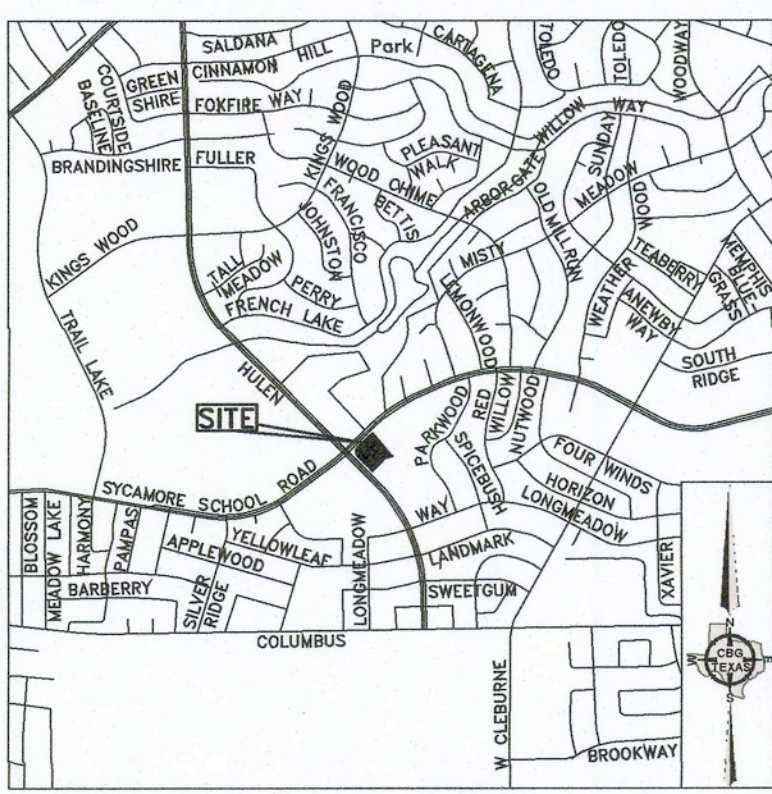 SALDANA
HILL
Park
CARTAGENA
TOLEDO
TOLEDO
WOODWAY
COURTSIDE
BASELINE
GREEN
SHIRE
CINNAMON
FOXFIRE WAY
KINGS WOOD
WILLOW WAY
SUNDAY
PLEASANT
WALK
BRANDINGSHIRE
FULLER
WOOD CHIME
ARBOR GATE
MEADOW
FRANCISCO
BETTIS
OLD MILL
ROW
WOOD
JOHNSTON
KINGS WOOD
TALL
MEADOW
PERRY
MISTY
TEABERRY
MEMPHIS
BLUE-
GRASS
FRENCH LAKE
LEMONWOOD
WEATHER
ANEWBY
WAY
TRAIL LAKE
HULEN
SOUTH
RIDGE
SITE
PARKWOOD
RED
WILLOW
NUTWOOD
SPICEBUSH
FOUR WINDS
SYCAMORE SCHOOL ROAD
HORIZON
LONGMEADOW
BLOSSOM
MEADOW LAKE
HARMONY
PAMPAS
WAY
YELLOWLEAF
APPLEWOOD
LONGMEADOW
LANDMARK
XAVIER
BARBERRY
SILVER
RIDGE
SWEETGUM
COLUMBUS
N
W
CBG
TEXAS
E
S
W CLEBURNE
BROOKWAY